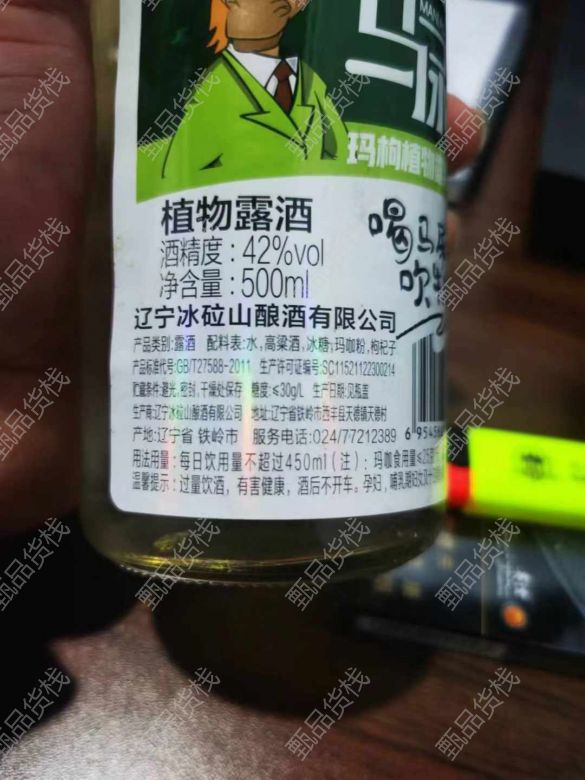 MAN
玛枸植物
植物露酒
酒精度：42%vol
净含量：500ml
喝马
吹
辽宁冰砬山酿酒有限公司
产品类别:露酒 配料表:水,高粱酒,冰糖,玛咖粉,枸杞子
产品标准代号:GB/T27588-2011 生产许可证编号:SC11521122300214
贮藏条件:避光,密封,干燥处保存 糖度:≤30g/L 生产日期:见瓶盖
生产商:辽宁冰砬山酿酒有限公司 地址:辽宁省铁岭市西丰县天德镇天德村
产地:辽宁省 铁岭市 服务电话:024/77212389
食用法用量：每日饮用量不超过450ml（注）：玛咖食用量≤25
温馨提示：过量饮酒，有害健康，酒后不开车。孕妇，哺乳期妇女
6 954
甄品货栈